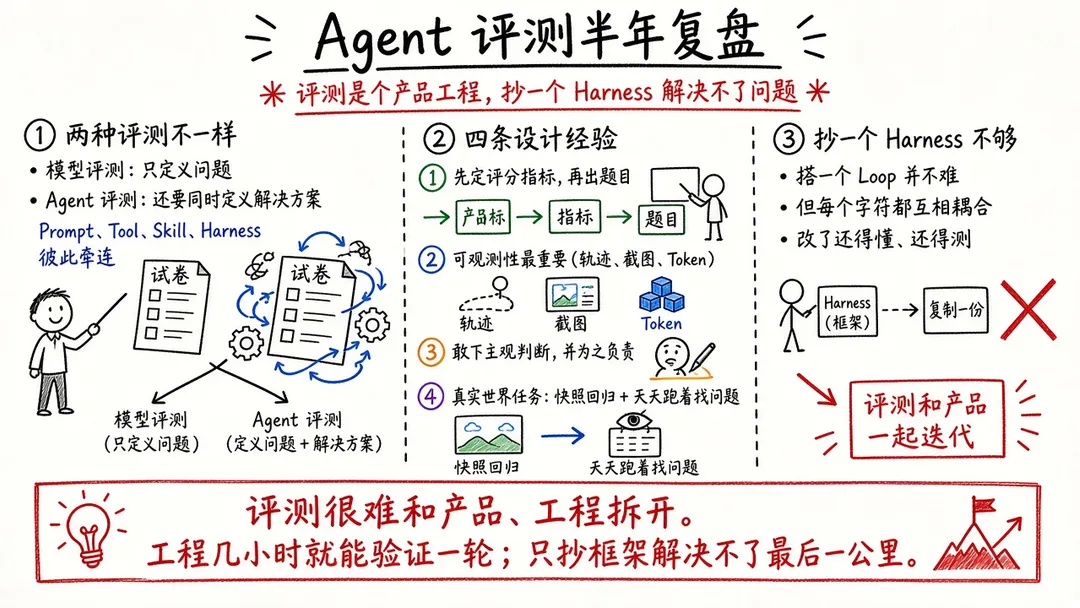 Agent 评测半年复盘
评测是个产品工程，抄一个 Harness 解决不了问题
① 两种评测不一样
• 模型评测：只定义问题
• Agent 评测：还要同时定义解决方案
Prompt、Tool、Skill、Harness
彼此牵连
试卷
试卷
模型评测
（只定义问题）
Agent 评测
（定义问题＋解决方案）
② 四条设计经验
① 先定评分指标，再出题目
产品标
指标
题目
② 可观测性最重要（轨迹、截图、Token）
轨迹
截图
Token
③ 敢下主观判断，并为之负责
④ 真实世界任务：快照回归＋天天跑着找问题
快照回归
天天跑着找问题
③ 抄一个 Harness 不够
• 搭一个 Loop 并不难
• 但每个字符都互相耦合
• 改了还得懂、还得测
Harness
（框架）
复制一份
评测和产品
一起迭代
评测很难和产品、工程拆开。
工程几小时就能验证一轮；只抄框架解决不了最后一公里。